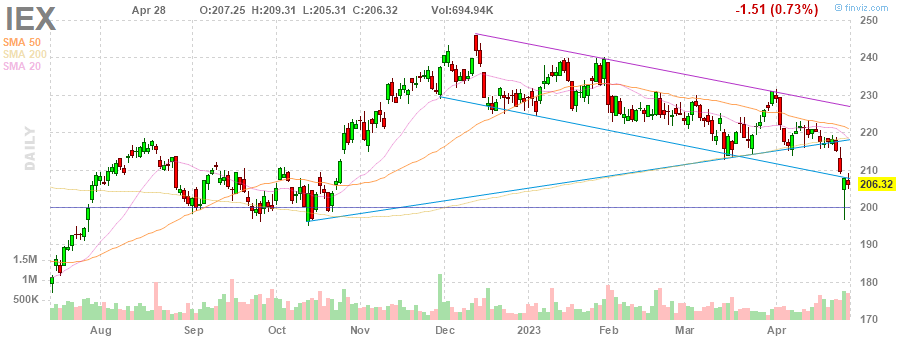 IEX
Apr 28 O:207.25 H:209.31 L:205.31 C:206.32 Vol:694.94K -1.51 (0.73%) © finviz.com
SMA 50
SMA 200
SMA 20
DAILY
250
240
230
220
210
206.32
200
190
180
170
1.5M
1M
500K
Aug Sep Oct Nov Dec 2023 Feb Mar Apr